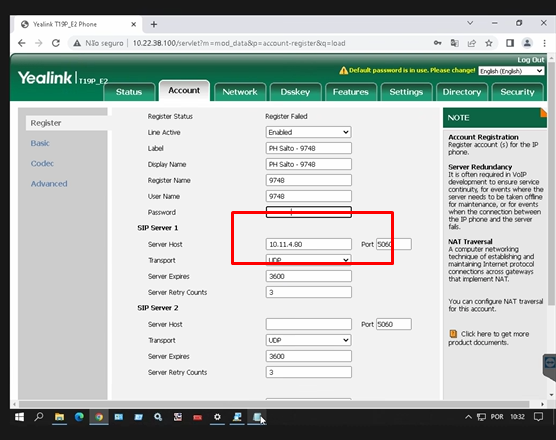 Yealink T19P_E2 Phone
Não seguro | 10.22.38.100/servlet?m=mod_data&p=account-register&q=load
Log Out
Default password is in use. Please change!
English(English)
Yealink T19P_E2
Status
Account
Network
Dsskey
Features
Settings
Directory
Security
Register
Basic
Codec
Advanced
Register Status Register Failed
Line Active Enabled
Label PH Salto - 9748
Display Name PH Salto - 9748
Register Name 9748
User Name 9748
Password
SIP Server 1
Server Host 10.11.4.80 Port 5060
Transport UDP
Server Expires 3600
Server Retry Counts 3
SIP Server 2
Server Host Port 5060
Transport UDP
Server Expires 3600
Server Retry Counts 3
NOTE
Account Registration
Register account (s) for the IP
phone.
Server Redundancy
It is often required in VoIP
development to ensure service
continuity, for events where the
server needs to be taken offline
for maintenance, or for events
when the connection between
the IP phone and the server
fails.
NAT Traversal
A computer networking
technique of establishing and
maintaining Internet protocol
connections across gateways
that implement NAT.
You can configure NAT traversal
for this account.
Click here to get more
product documents.
POR 10:32